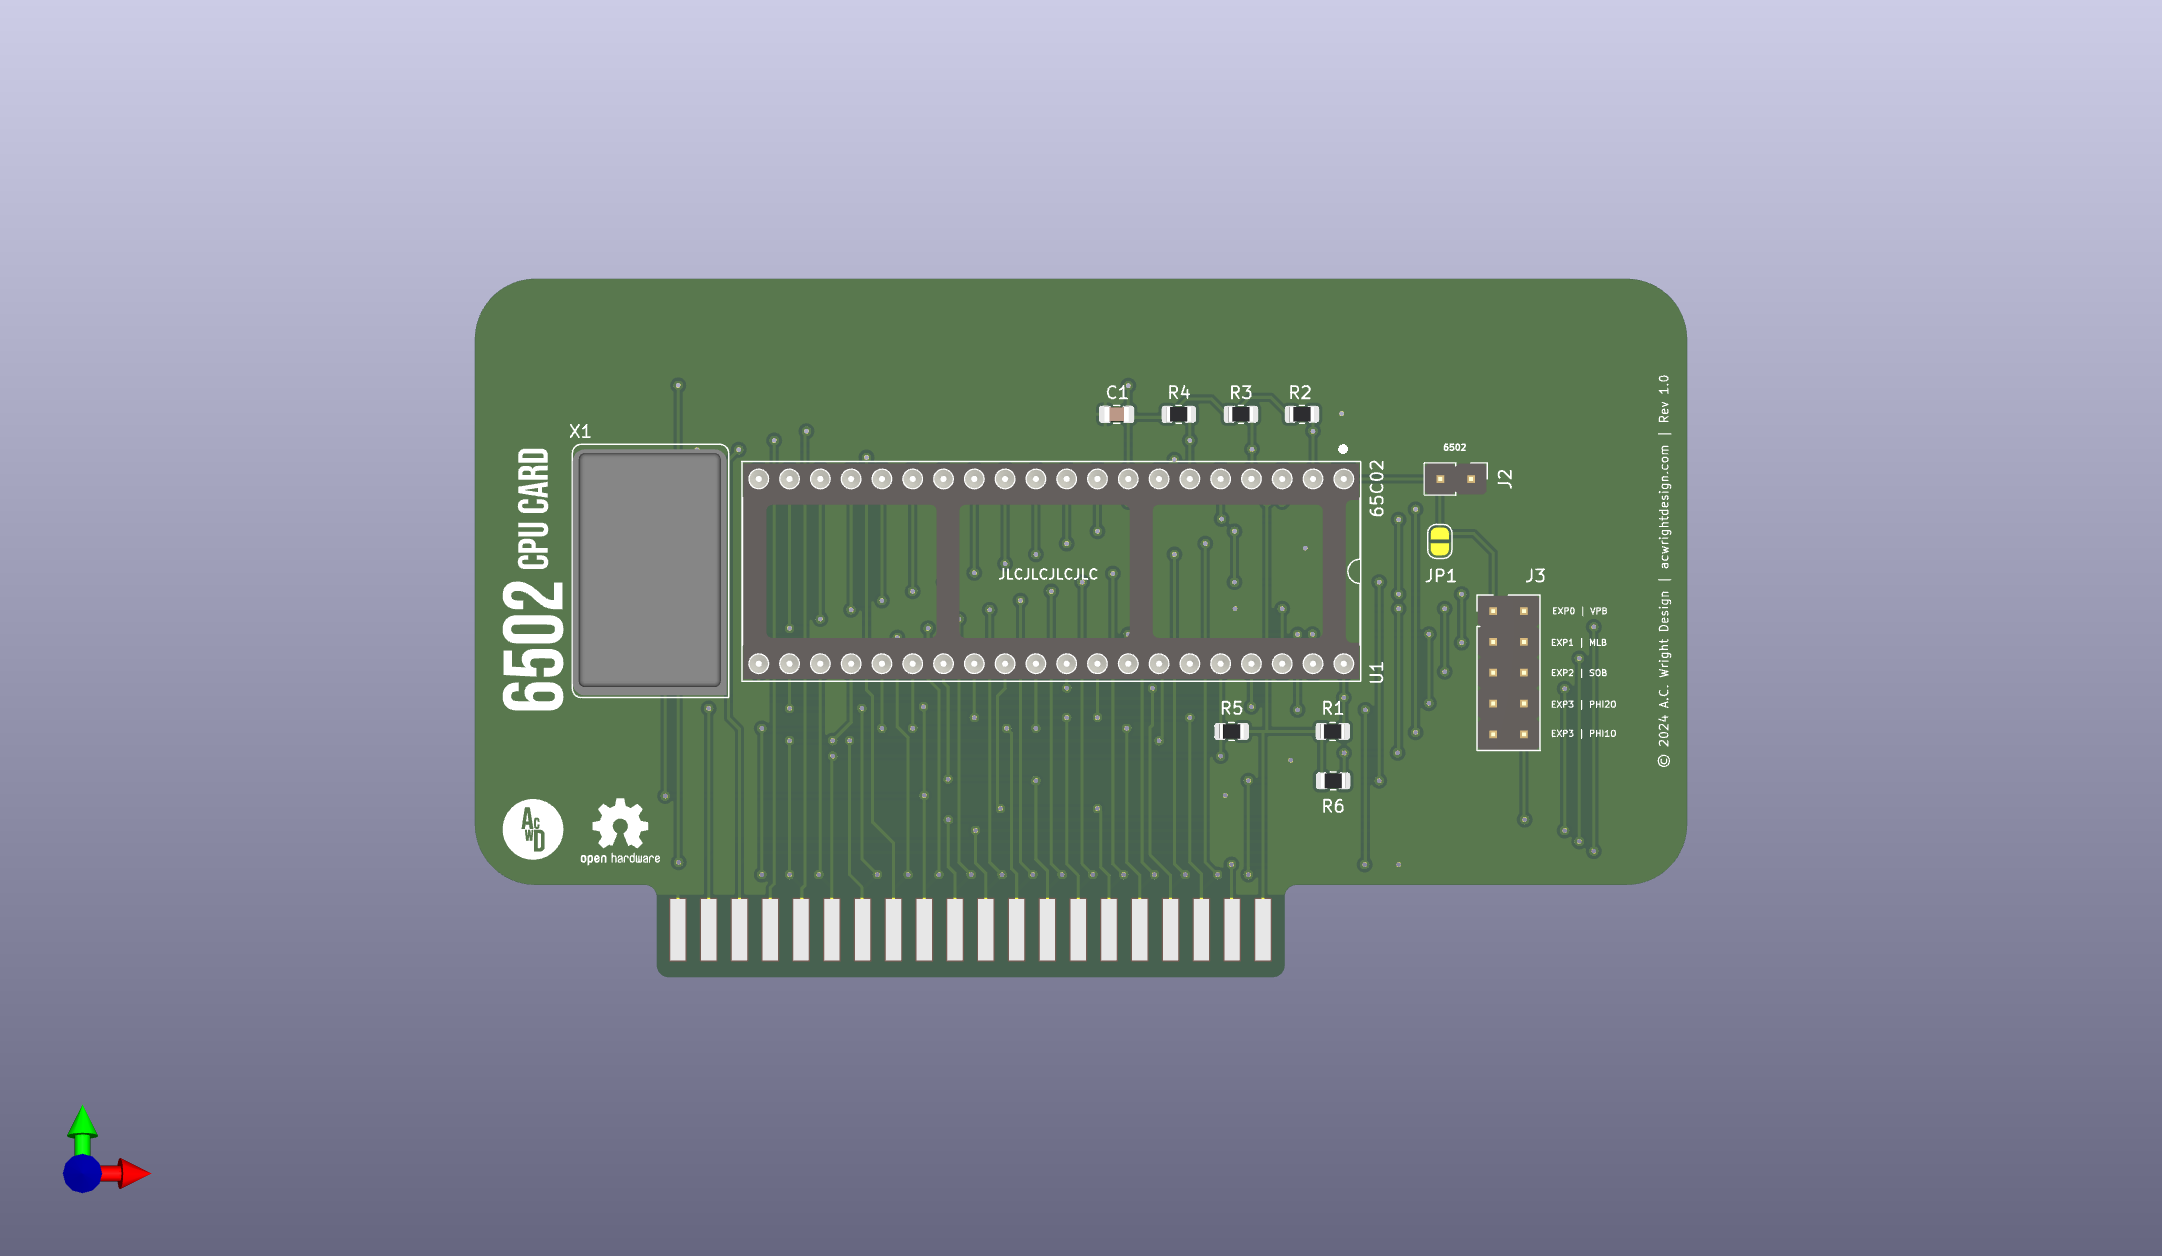 C1
R4
R3
R2
X1
6502
J2
65C02
6502 CPU CARD
JLCJLCJLCJLC
JP1
J3
EXP0 | VPB
EXP1 | MLB
EXP2 | SOB
EXP3 | PHI2O
EXP3 | PHI1O
U1
R5
R1
R6
© 2024 A.C. Wright Design | acwrightdesign.com | Rev 1.0
ACWD
open hardware